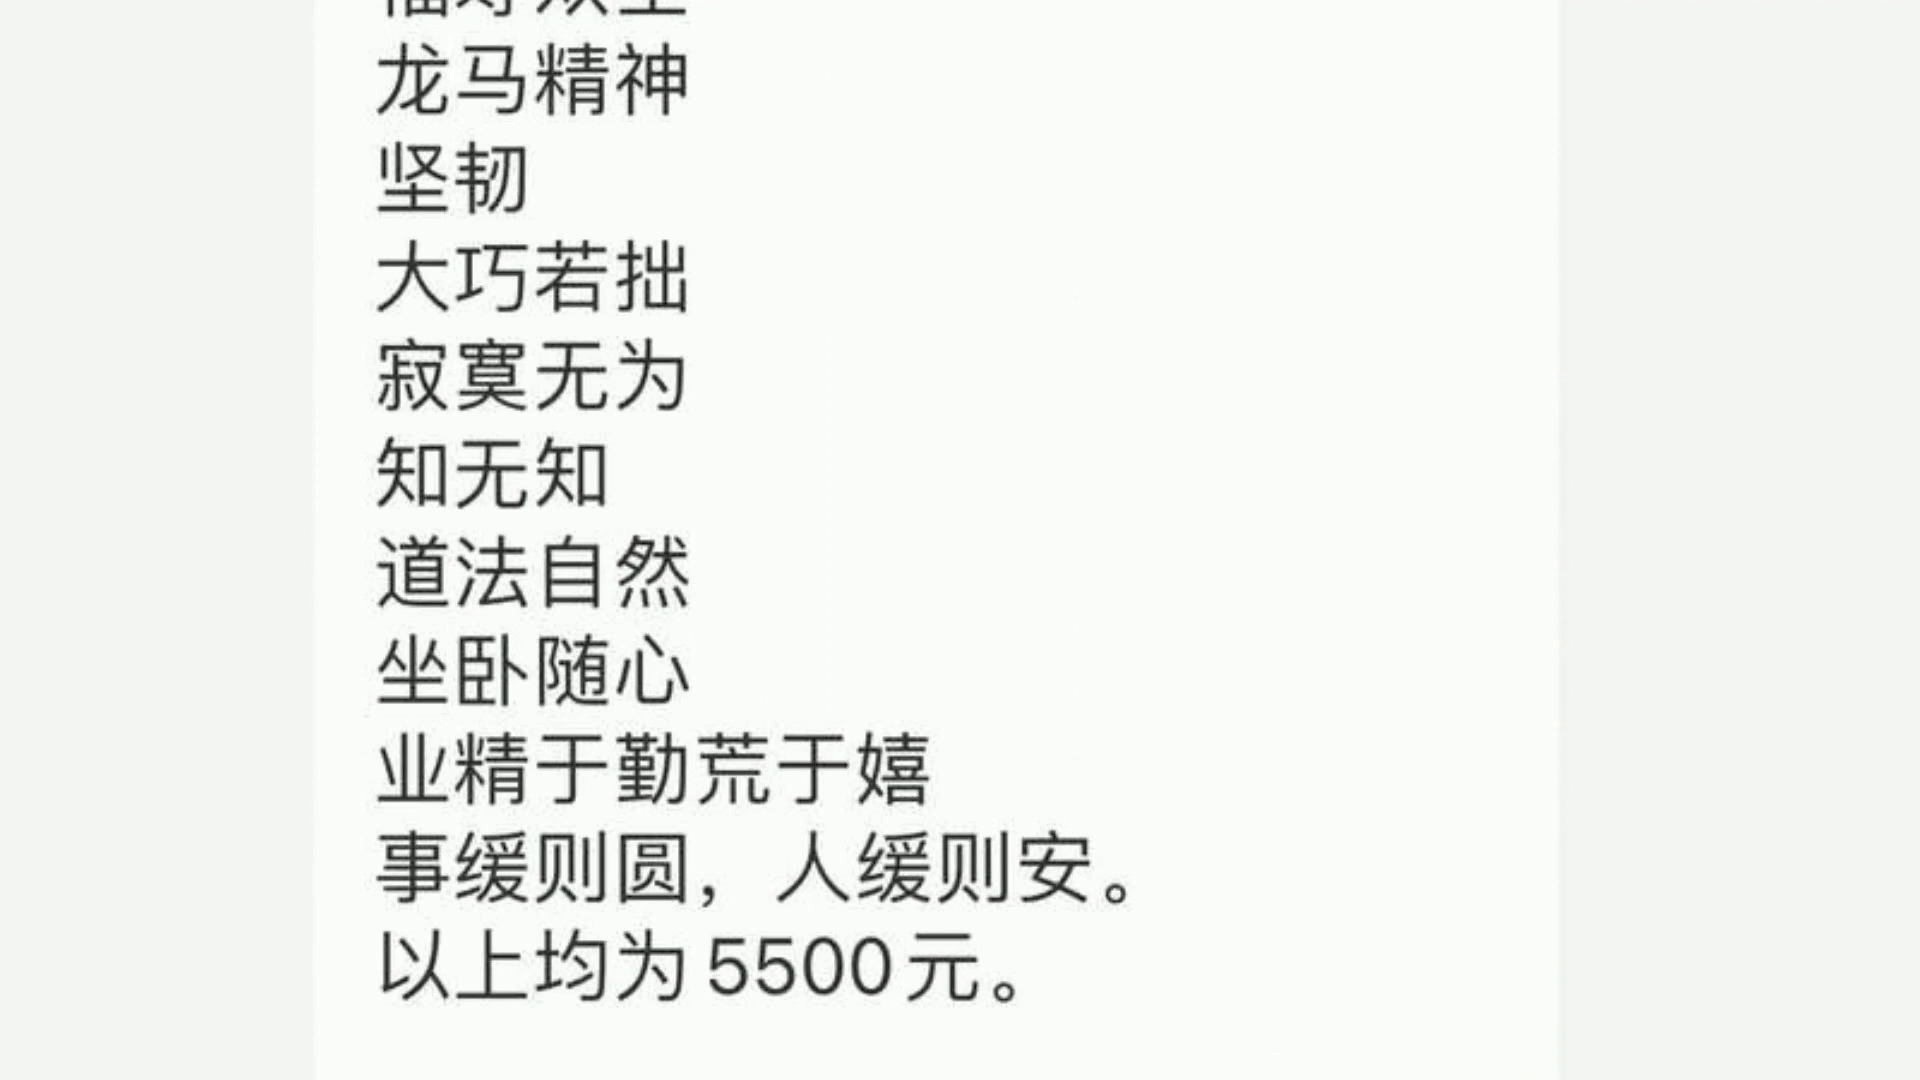 龙马精神
坚韧
大巧若拙
寂寞无为
知无知
道法自然
坐卧随心
业精于勤荒于嬉
事缓则圆，人缓则安。
以上均为5500元。